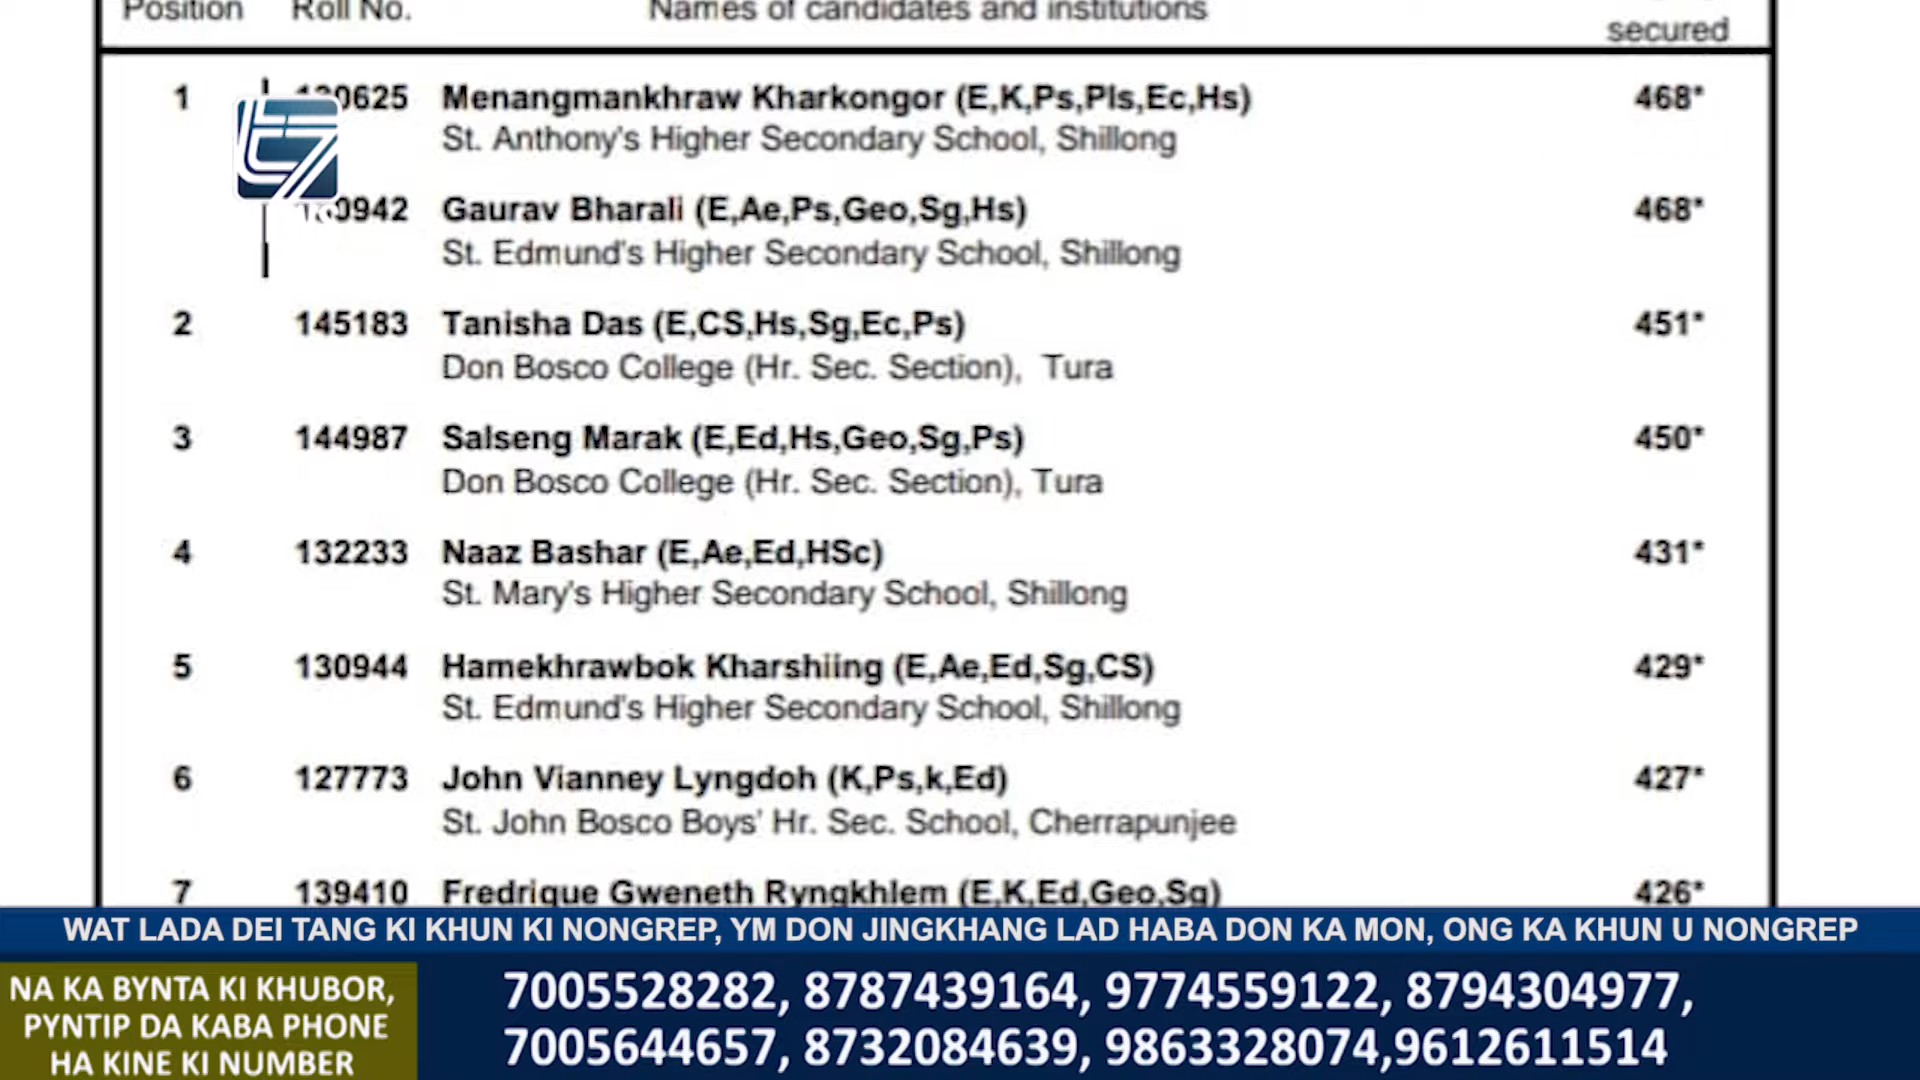 Position Roll No. Names of candidates and institutions
secured
1 Menangmankhraw Kharkongor (E,K,Ps,Pls,Ec,Hs) 468*
St. Anthony's Higher Secondary School, Shillong
Gaurav Bharali (E,Ae,Ps,Geo,Sg,Hs) 468*
St. Edmund's Higher Secondary School, Shillong
2 145183 Tanisha Das (E,CS,Hs,Sg,Ec,Ps) 451*
Don Bosco College (Hr. Sec. Section), Tura
3 144987 Salseng Marak (E,Ed,Hs,Geo,Sg,Ps) 450*
Don Bosco College (Hr. Sec. Section), Tura
4 132233 Naaz Bashar (E,Ae,Ed,HSc) 431*
St. Mary's Higher Secondary School, Shillong
5 130944 Hamekhrawbok Kharshiing (E,Ae,Ed,Sg,CS) 429*
St. Edmund's Higher Secondary School, Shillong
6 127773 John Vianney Lyngdoh (K,Ps,k,Ed) 427*
St. John Bosco Boys' Hr. Sec. School, Cherrapunjee
7 139410 Fredrique Gweneth Ryngkhlem (E,K,Ed,Geo,Sg) 426*
WAT LADA DEI TANG KI KHUN KI NONGREP, YM DON JINGKHANG LAD HABA DON KA MON, ONG KA KHUN U NONGREP
NA KA BYNTA KI KHUBOR,
PYNTIP DA KABA PHONE
HA KINE KI NUMBER
7005528282, 8787439164, 9774559122, 8794304977,
7005644657, 8732084639, 9863328074,9612611514